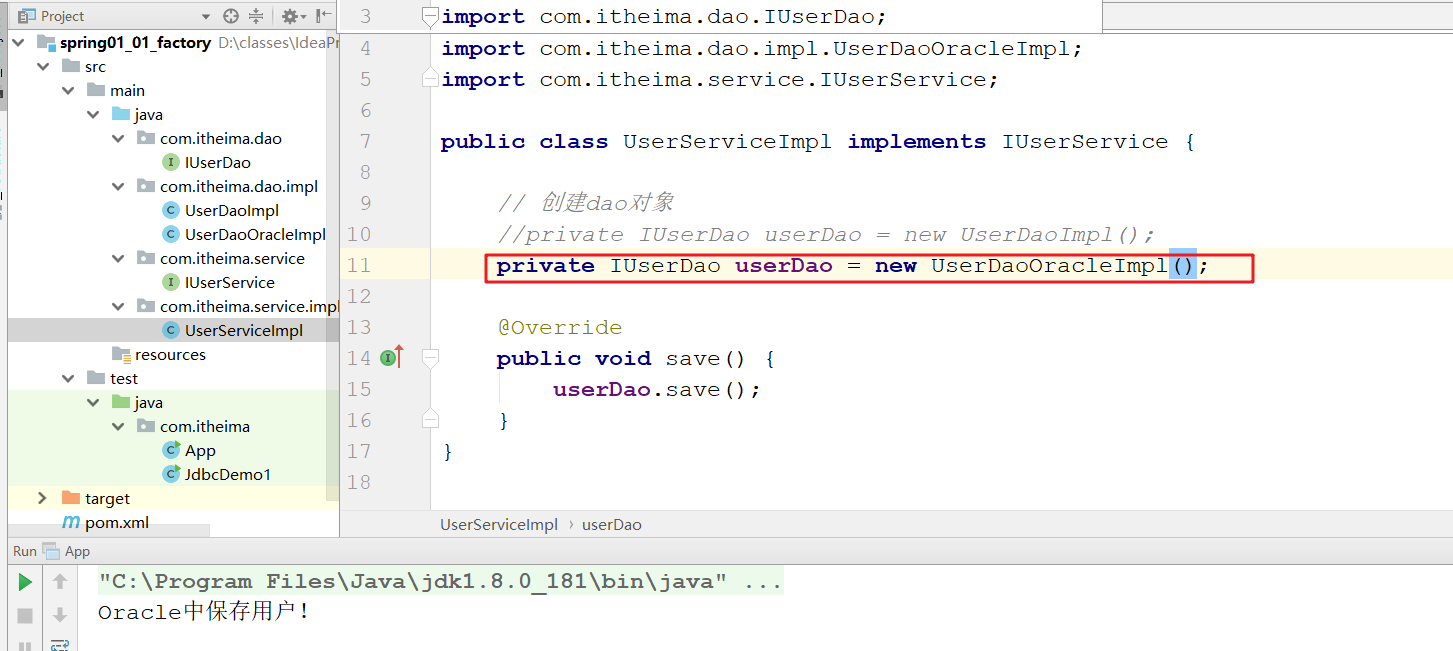 Project
spring01_01_factory D:\classes\IdeaPr
src
main
java
com.itheima.dao
I IUserDao
com.itheima.dao.impl
C UserDaoImpl
C UserDaoOracleImpl
com.itheima.service
I IUserService
com.itheima.service.impl
C UserServiceImpl
resources
test
java
com.itheima
C App
C JdbcDemo1
target
m pom.xml
3 import com.itheima.dao.IUserDao;
4 import com.itheima.dao.impl.UserDaoOracleImpl;
5 import com.itheima.service.IUserService;
6
7 public class UserServiceImpl implements IUserService {
8
9 // 创建dao对象
10 //private IUserDao userDao = new UserDaoImpl();
11 private IUserDao userDao = new UserDaoOracleImpl();
12
13 @Override
14 I public void save() {
15 userDao.save();
16 }
17 }
18
UserServiceImpl › userDao
Run App
"C:\Program Files\Java\jdk1.8.0_181\bin\java" ...
Oracle中保存用户!